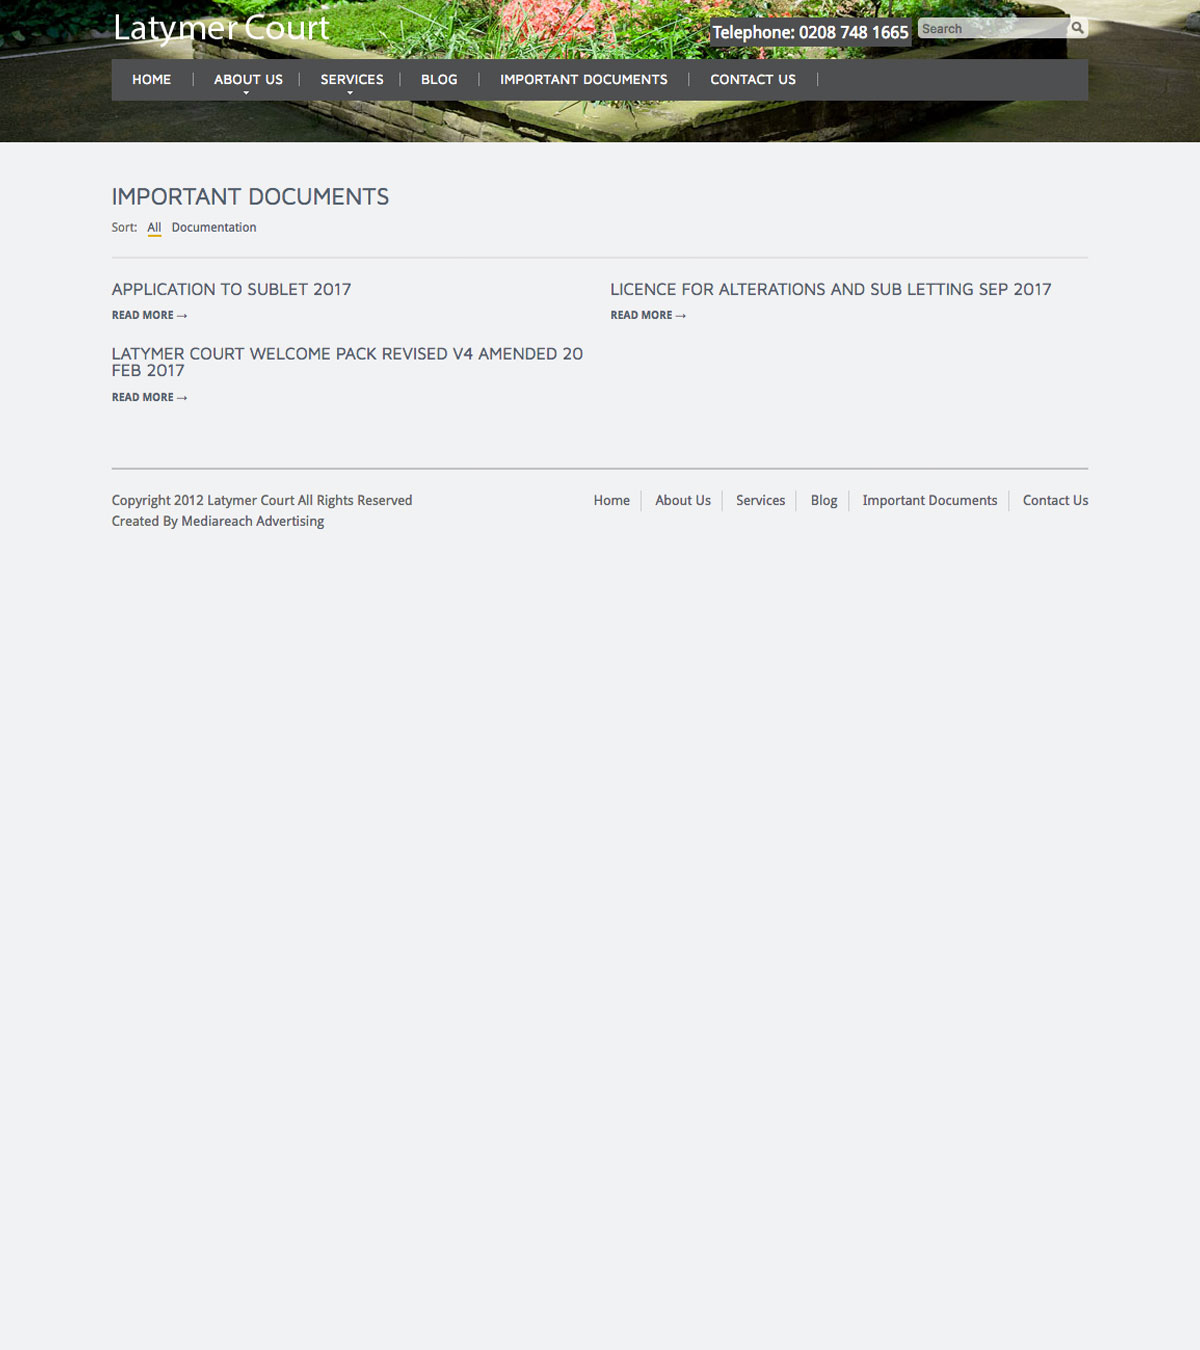 Latymer Court
Telephone: 0208 748 1665
Search
HOME
ABOUT US
SERVICES
BLOG
IMPORTANT DOCUMENTS
CONTACT US
IMPORTANT DOCUMENTS
Sort: All Documentation
APPLICATION TO SUBLET 2017
READ MORE →
LICENCE FOR ALTERATIONS AND SUB LETTING SEP 2017
READ MORE →
LATYMER COURT WELCOME PACK REVISED V4 AMENDED 20
FEB 2017
READ MORE →
Copyright 2012 Latymer Court All Rights Reserved
Created By Mediareach Advertising
Home
About Us
Services
Blog
Important Documents
Contact Us